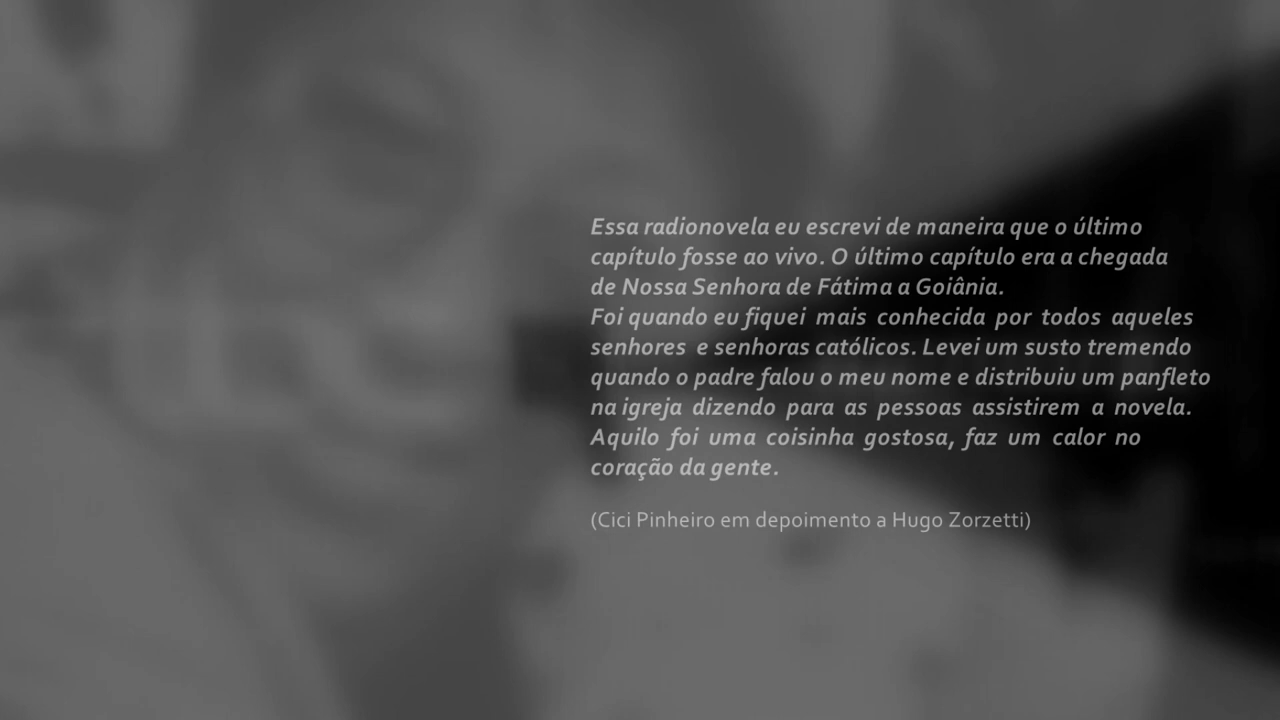 Essa radionovela eu escrevi de maneira que o último
capítulo fosse ao vivo. O último capítulo era a chegada
de Nossa Senhora de Fátima a Goiânia.
Foi quando eu fiquei mais conhecida por todos aqueles
senhores e senhoras católicos. Levei um susto tremendo
quando o padre falou o meu nome e distribuiu um panfleto
na igreja dizendo para as pessoas assistirem a novela.
Aquilo foi uma coisinha gostosa, faz um calor no
coração da gente.
(Cici Pinheiro em depoimento a Hugo Zorzetti)